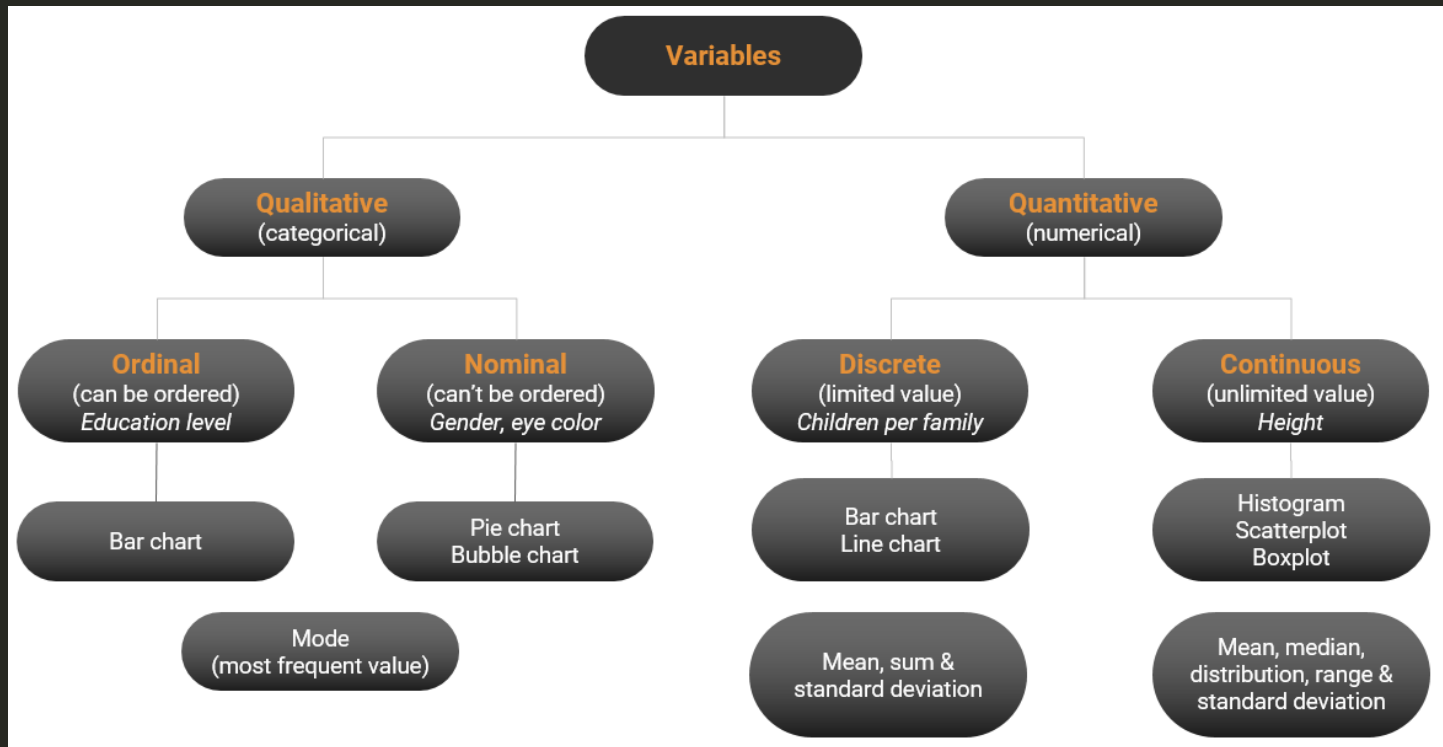 Variables
Qualitative
(categorical)
Quantitative
(numerical)
Ordinal
(can be ordered)
Education level
Nominal
(can’t be ordered)
Gender, eye color
Discrete
(limited value)
Children per family
Continuous
(unlimited value)
Height
Bar chart
Pie chart
Bubble chart
Bar chart
Line chart
Histogram
Scatterplot
Boxplot
Mode
(most frequent value)
Mean, sum &
standard deviation
Mean, median,
distribution, range &
standard deviation